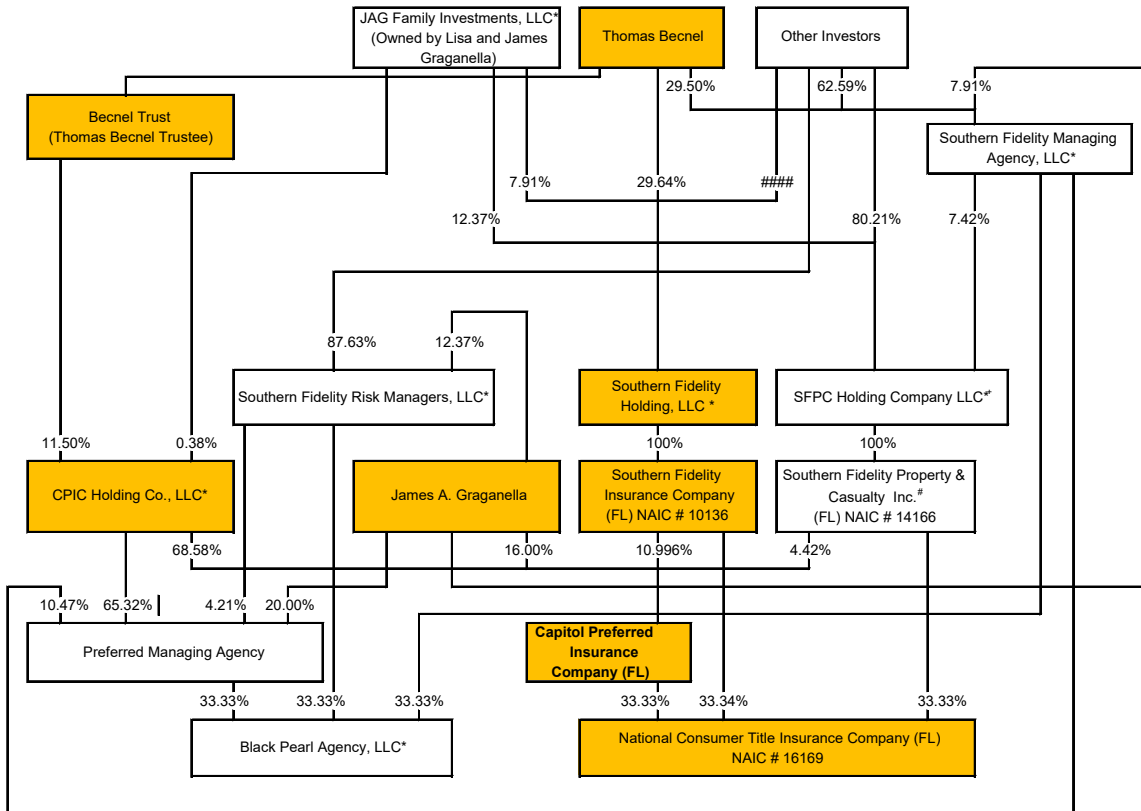 JAG Family Investments, LLC*
(Owned by Lisa and James
Graganella)
Thomas Becnel
Other Investors
29.50%
62.59%
7.91%
Becnel Trust
(Thomas Becnel Trustee)
Southern Fidelity Managing
Agency, LLC*
7.91%
29.64%
####
12.37%
80.21%
7.42%
87.63%
12.37%
Southern Fidelity Risk Managers, LLC*
Southern Fidelity
Holding, LLC *
SFPC Holding Company LLC*⁺
11.50%
0.38%
100%
100%
CPIC Holding Co., LLC*
James A. Graganella
Southern Fidelity
Insurance Company
(FL) NAIC # 10136
Southern Fidelity Property &
Casualty Inc.#
(FL) NAIC # 14166
68.58%
16.00%
10.996%
4.42%
10.47%
65.32%
4.21%
20.00%
Preferred Managing Agency
Capitol Preferred
Insurance
Company (FL)
33.33%
33.33%
33.33%
33.33%
33.34%
33.33%
Black Pearl Agency, LLC*
National Consumer Title Insurance Company (FL)
NAIC # 16169